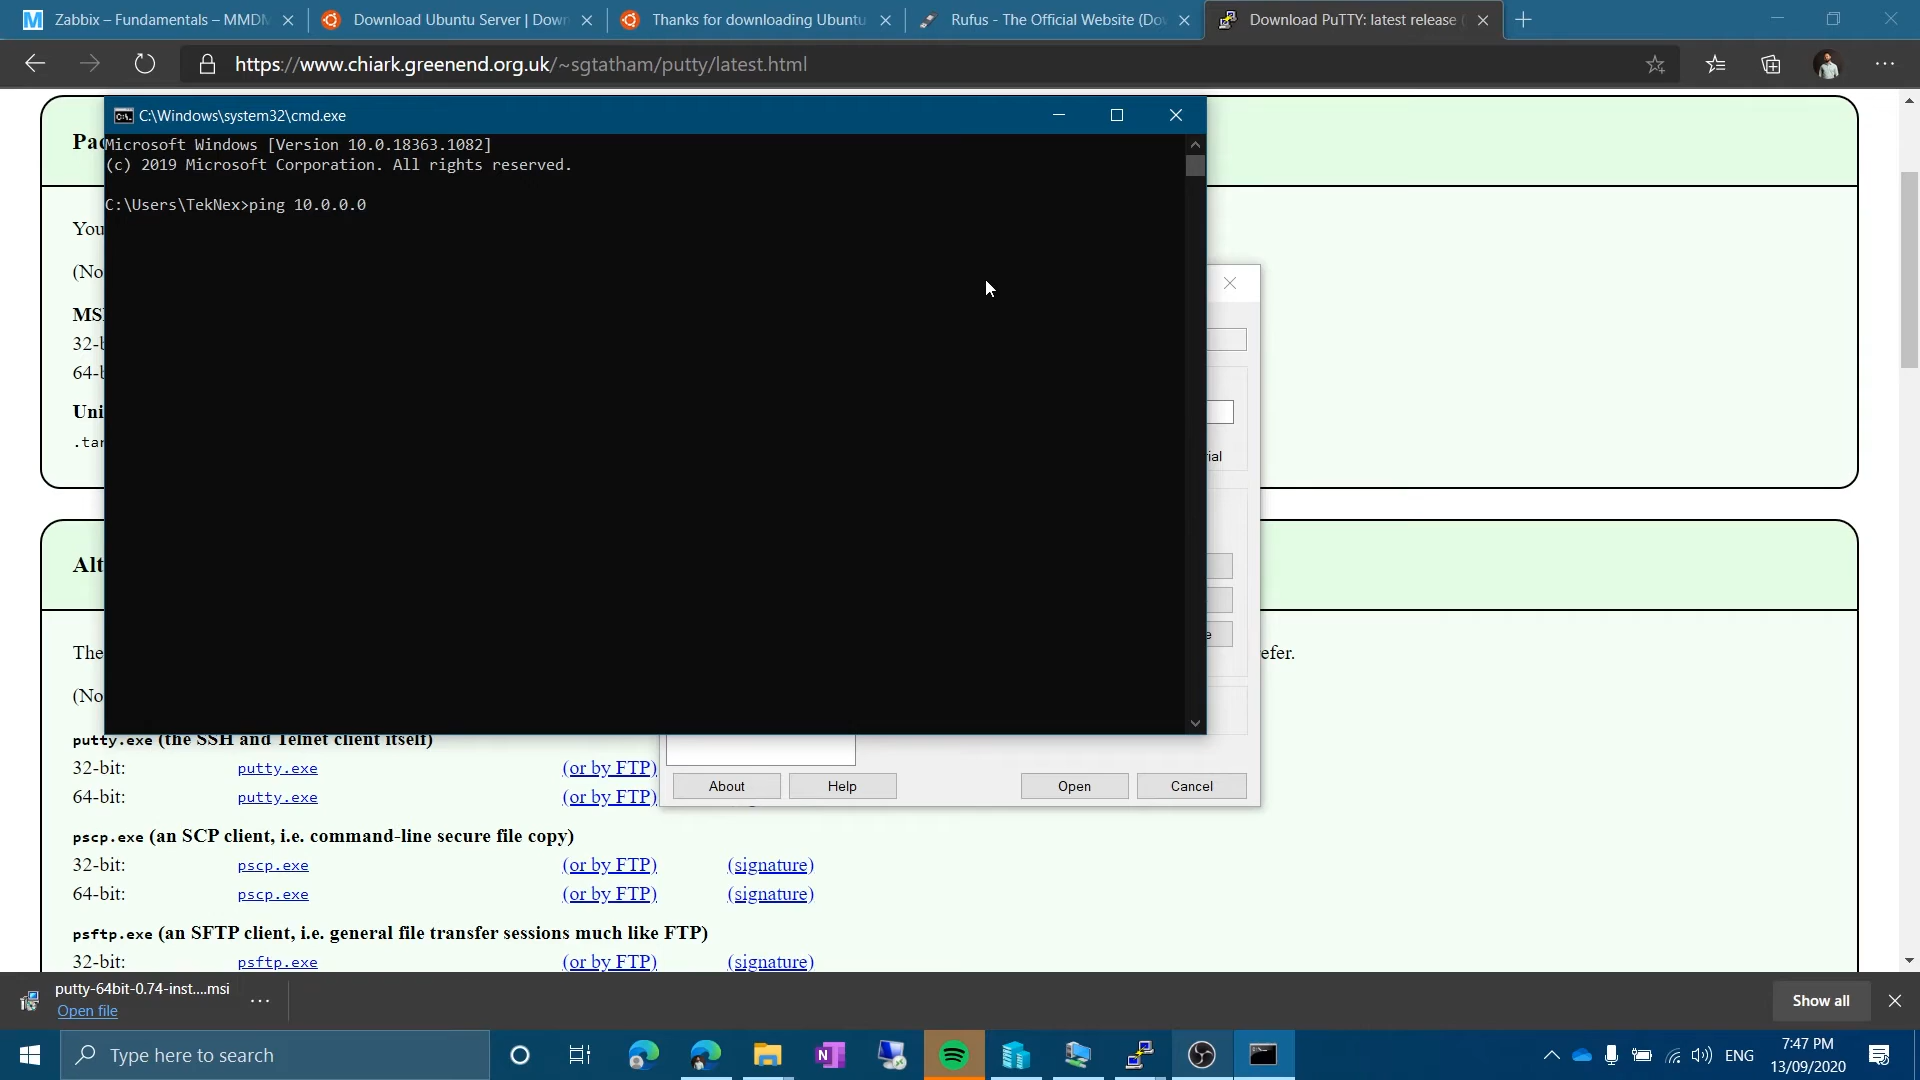 Zabbix – Fundamentals – MMDM
Download Ubuntu Server | Down
Thanks for downloading Ubuntu
Rufus - The Official Website (Do
Download PuTTY: latest release (
https://www.chiark.greenend.org.uk/~sgtatham/putty/latest.html
C:\Windows\system32\cmd.exe
Microsoft Windows [Version 10.0.18363.1082]
(c) 2019 Microsoft Corporation. All rights reserved.
C:\Users\TekNex>ping 10.0.0.0
You
(No
32-b
64-b
Uni
.tar
rial
Alt
The
efer.
(No
putty.exe (the SSH and Telnet client itself)
32-bit: putty.exe (or by FTP)
64-bit: putty.exe (or by FTP)
About Help Open Cancel
pscp.exe (an SCP client, i.e. command-line secure file copy)
32-bit: pscp.exe (or by FTP) (signature)
64-bit: pscp.exe (or by FTP) (signature)
psftp.exe (an SFTP client, i.e. general file transfer sessions much like FTP)
32-bit: psftp.exe (or by FTP) (signature)
putty-64bit-0.74-inst....msi
Open file
Show all
Type here to search
ENG
7:47 PM
13/09/2020